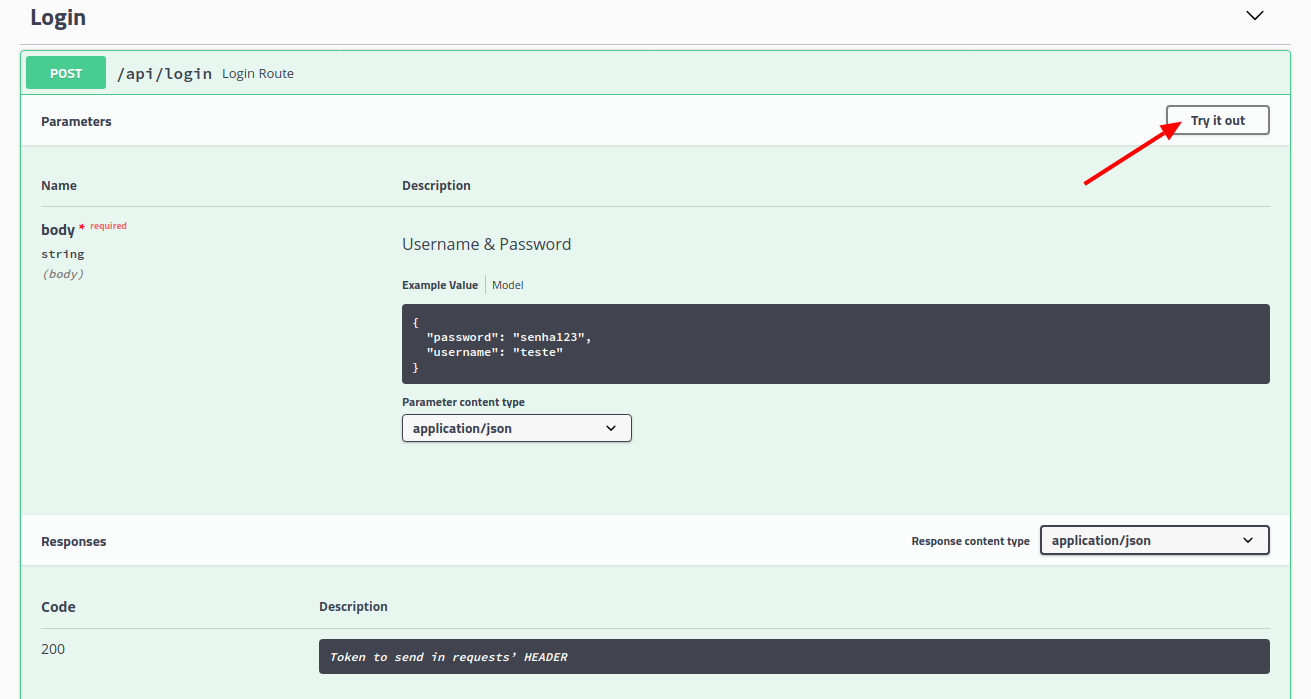 Login
POST /api/login Login Route
Parameters
Try it out
Name Description
body * required
string
(body)
Username & Password
Example Value Model
{
"password": "senha123",
"username": "teste"
}
Parameter content type
application/json
Responses Response content type application/json
Code Description
200 Token to send in requests’ HEADER